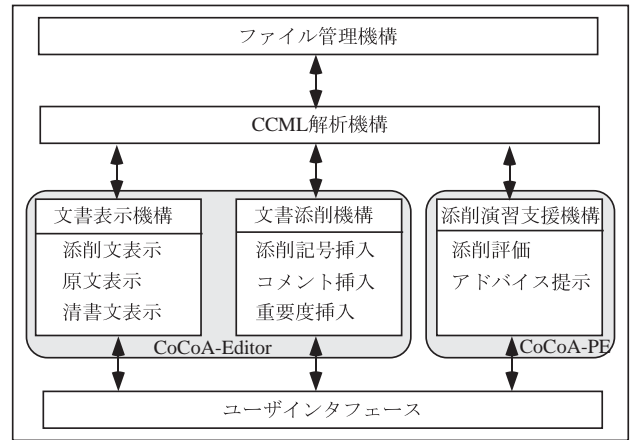 ファイル管理機構
CCML解析機構
文書表示機構
添削文表示
原文表示
清書文表示
文書添削機構
添削記号挿入
コメント挿入
重要度挿入
CoCoA-Editor
添削演習支援機構
添削評価
アドバイス提示
CoCoA-PE
ユーザインタフェース